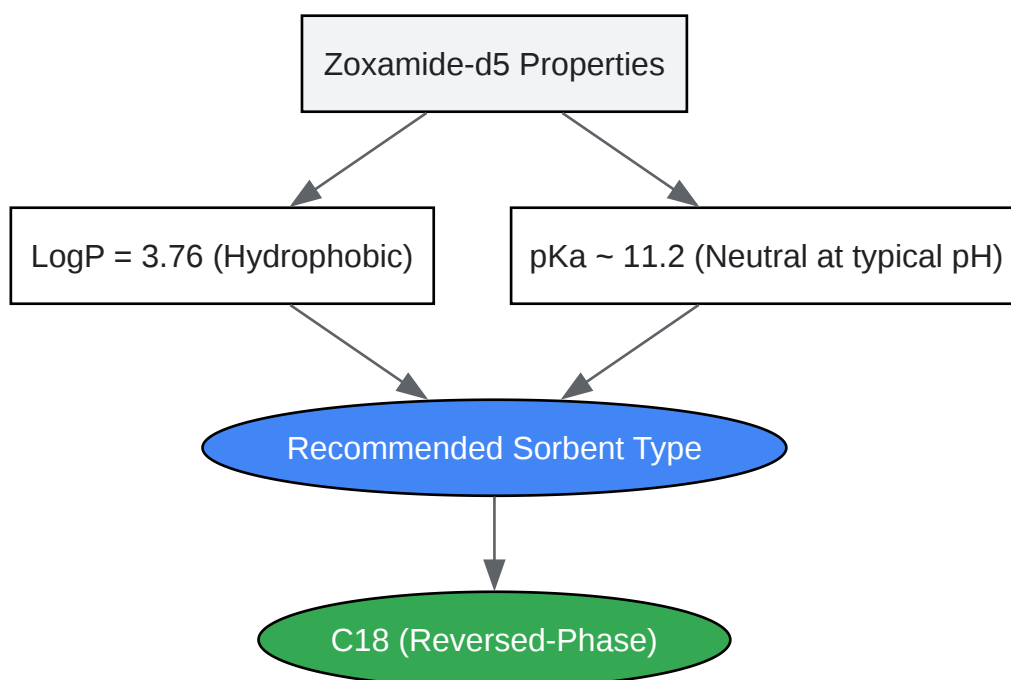 Zoxamide-d5 Properties
LogP = 3.76 (Hydrophobic)
pKa ~ 11.2 (Neutral at typical pH)
Recommended Sorbent Type
C18 (Reversed-Phase)